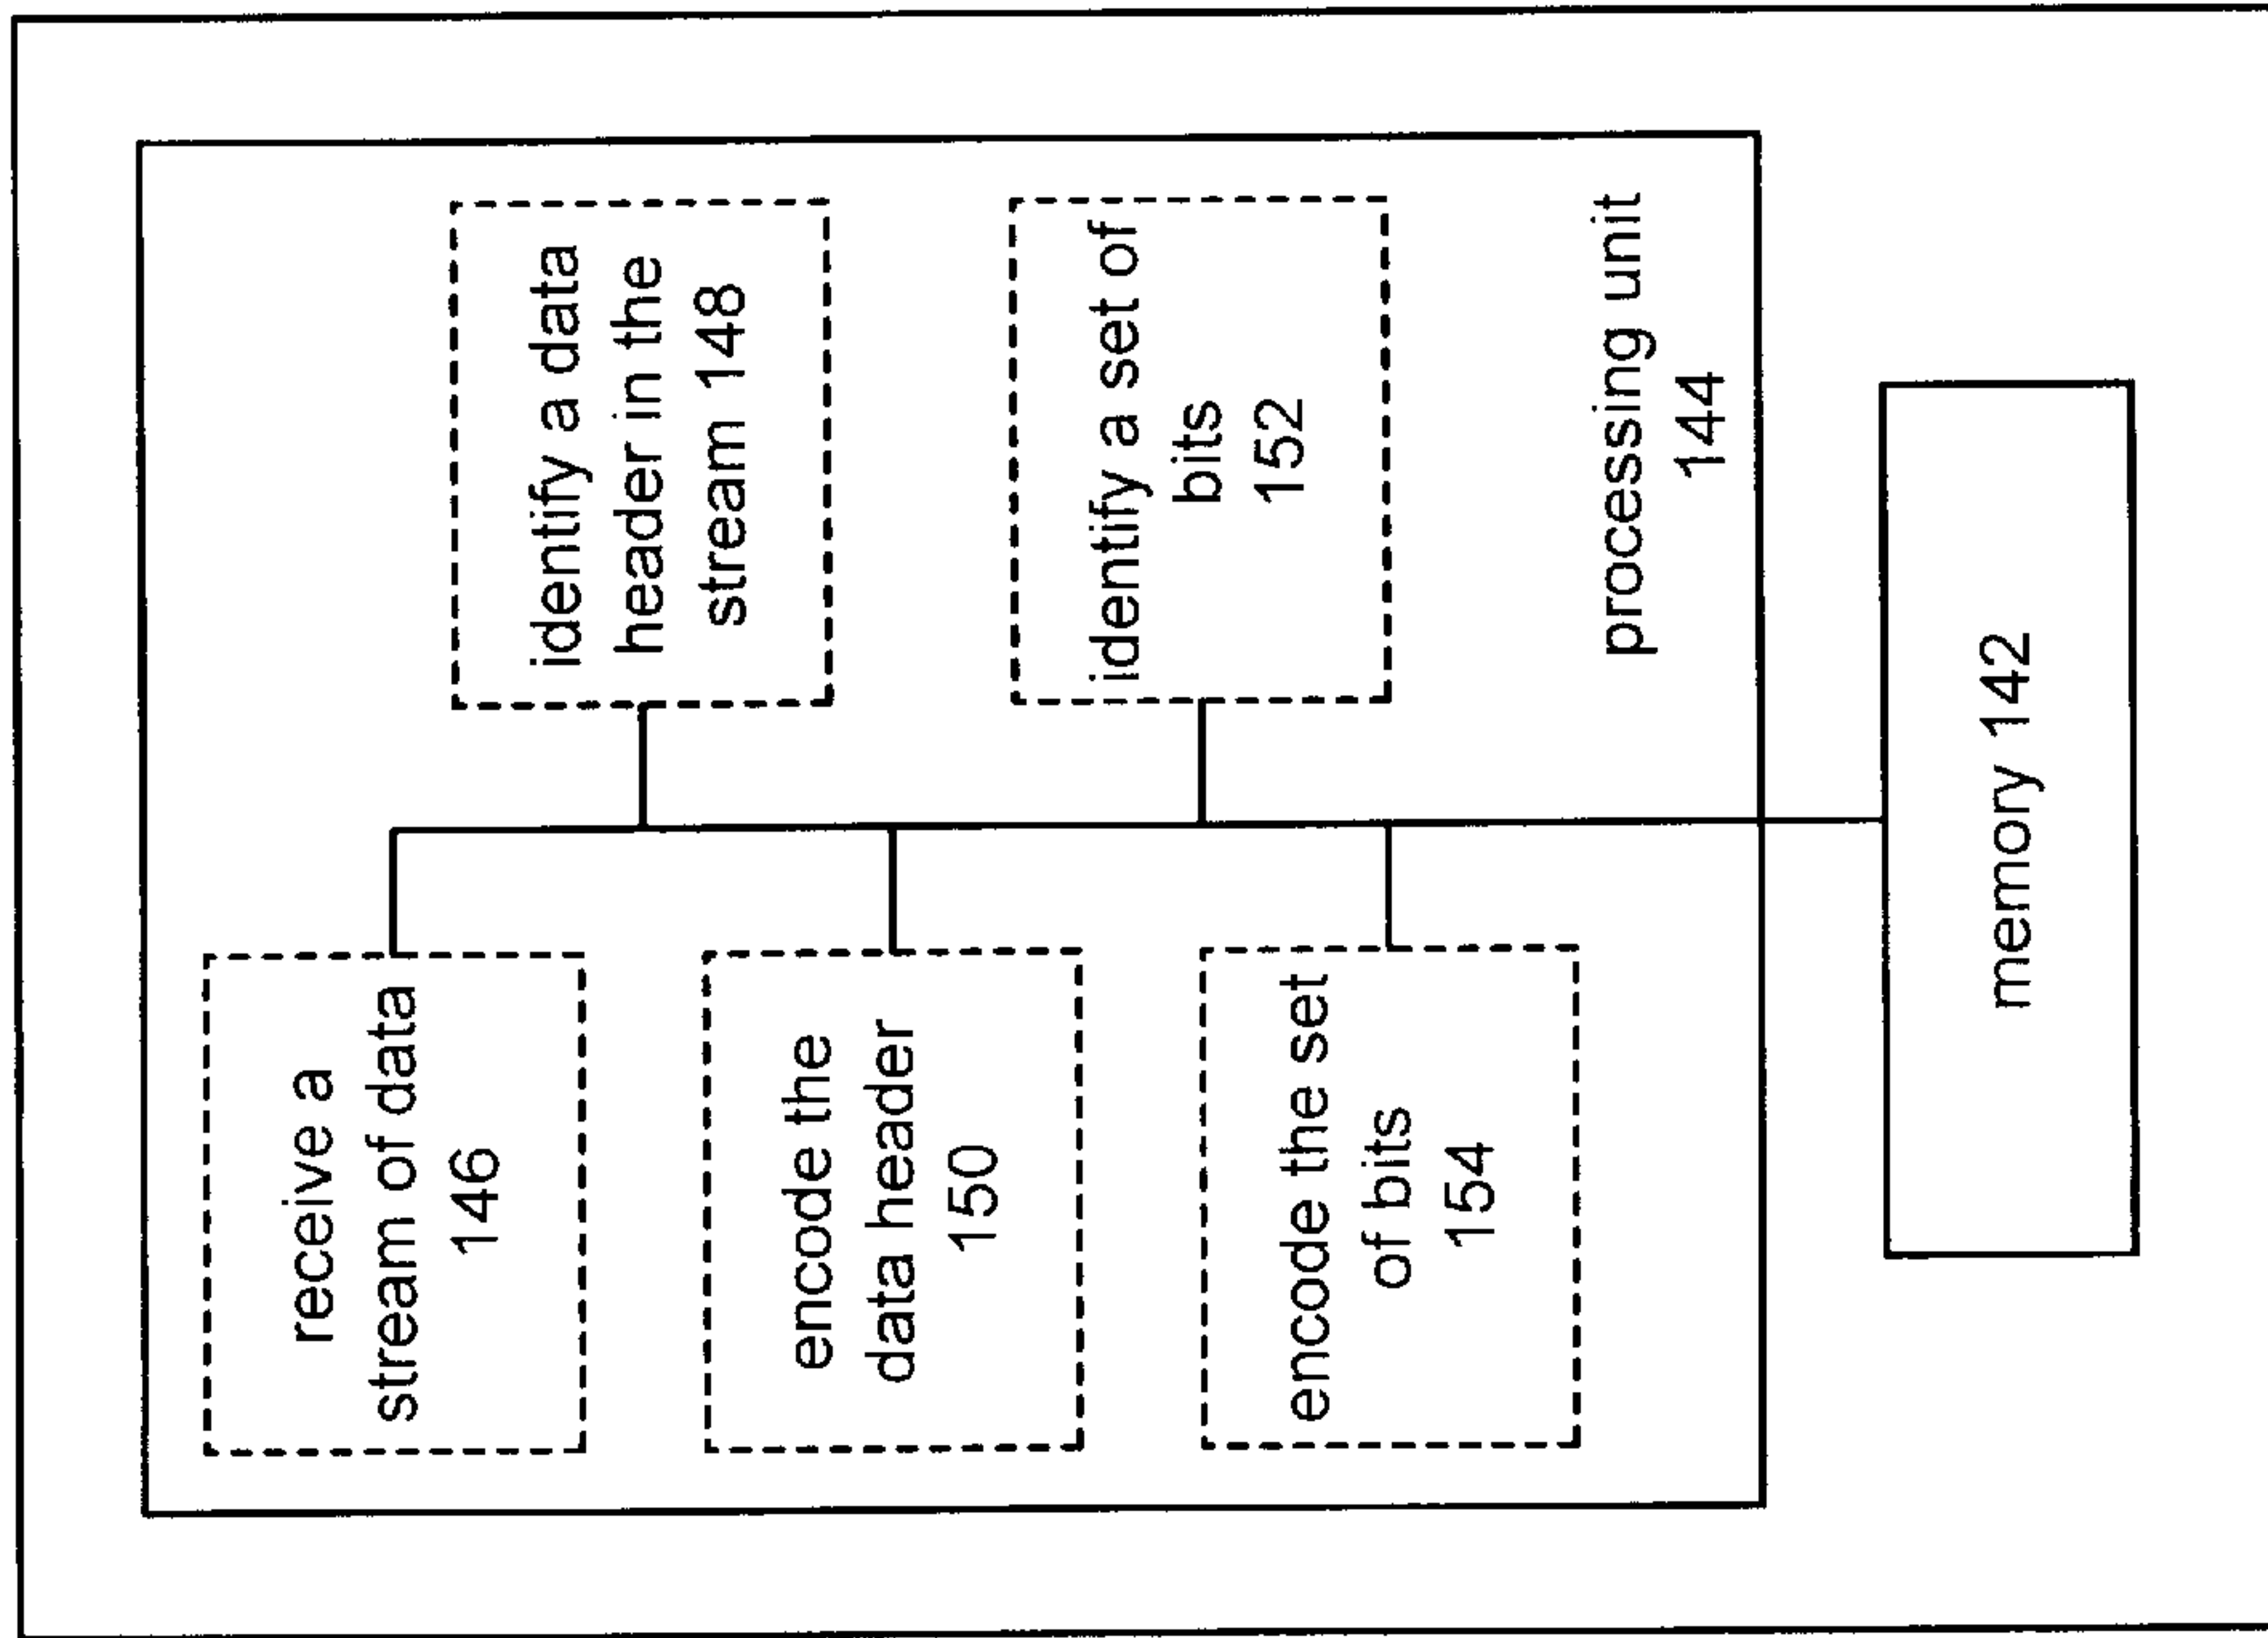 receive a
stream of data
146
identify a data
header in the
stream 148
encode the
data header
150
identify a set of
bits
152
encode the set
of bits
154
processing unit
144
memory 142